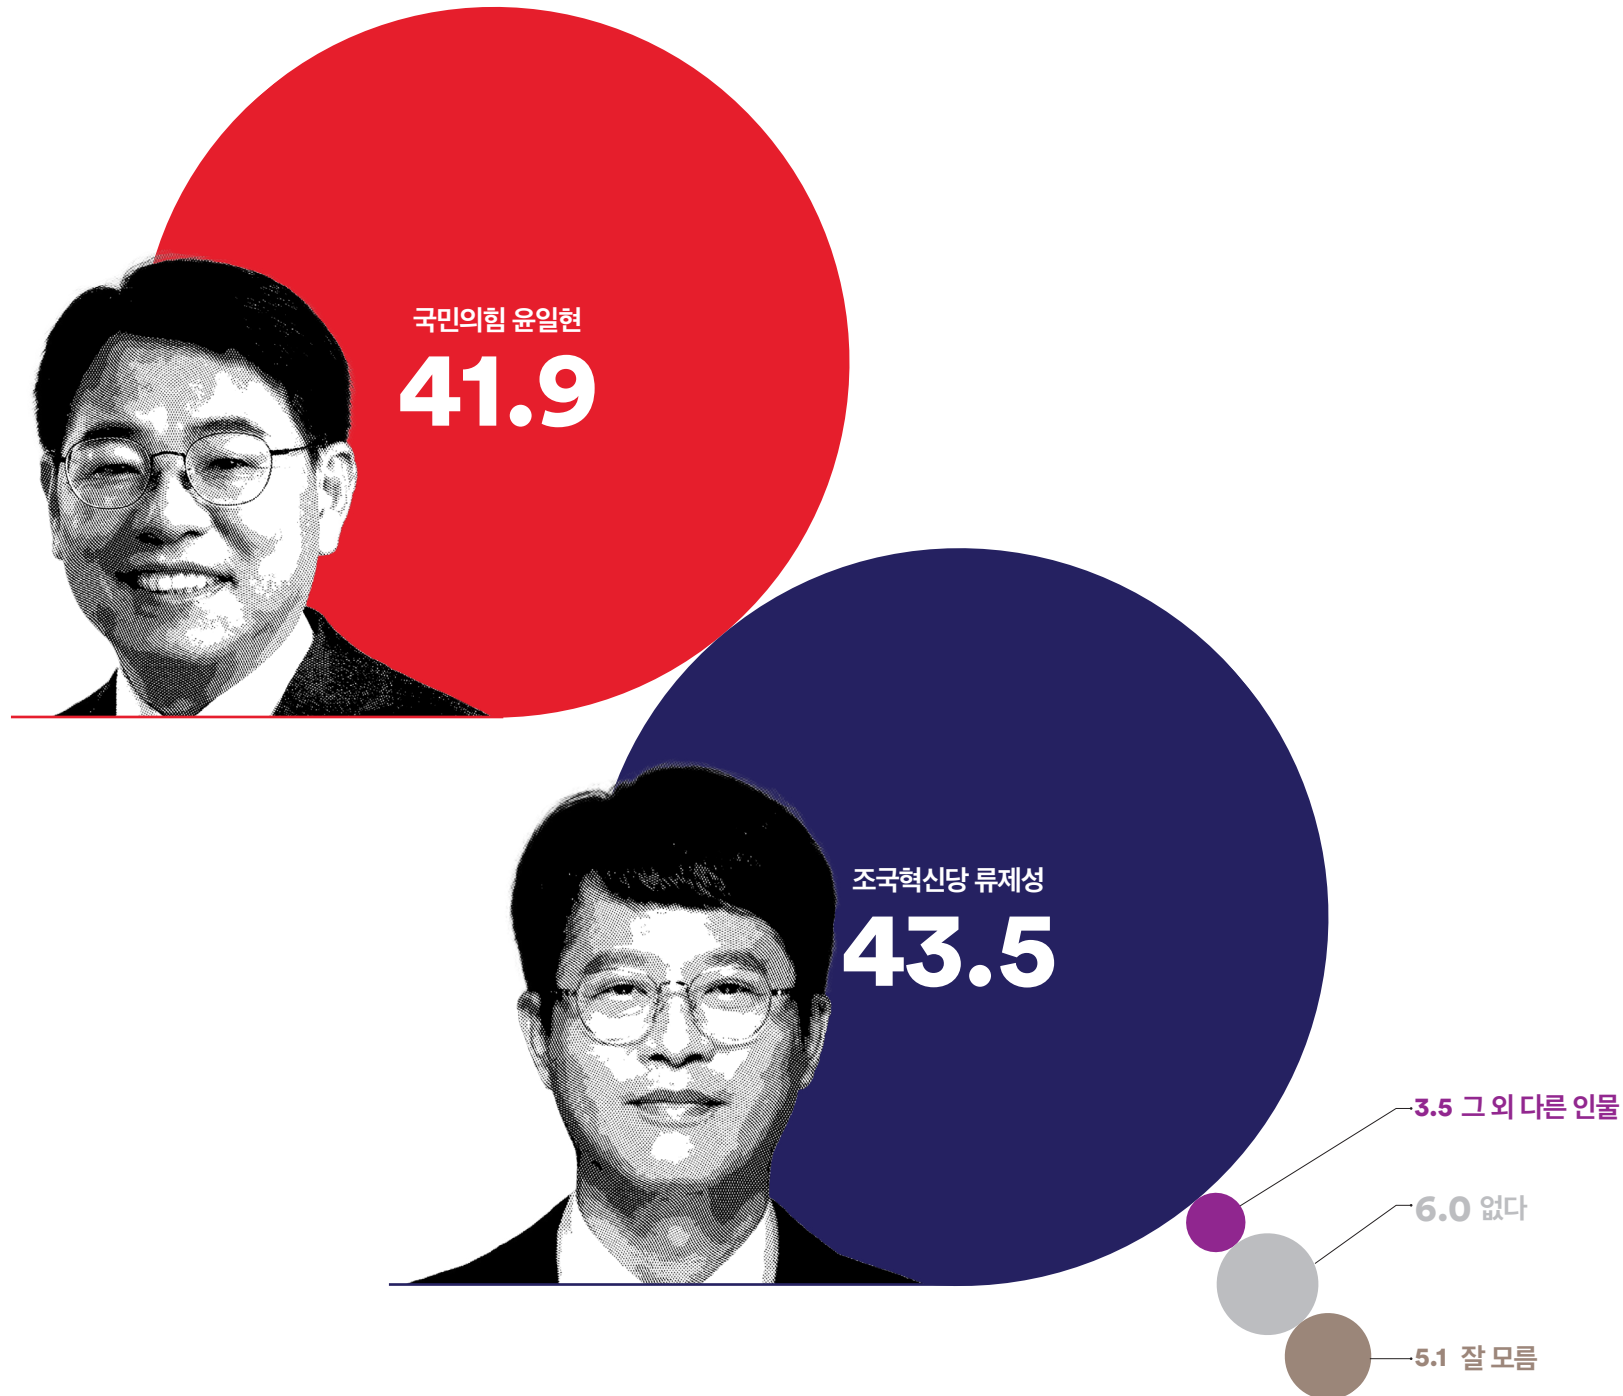 국민의힘 윤일현
41.9
조국혁신당 류제성
43.5
3.5 그 외 다른 인물
6.0 없다
5.1 잘 모름